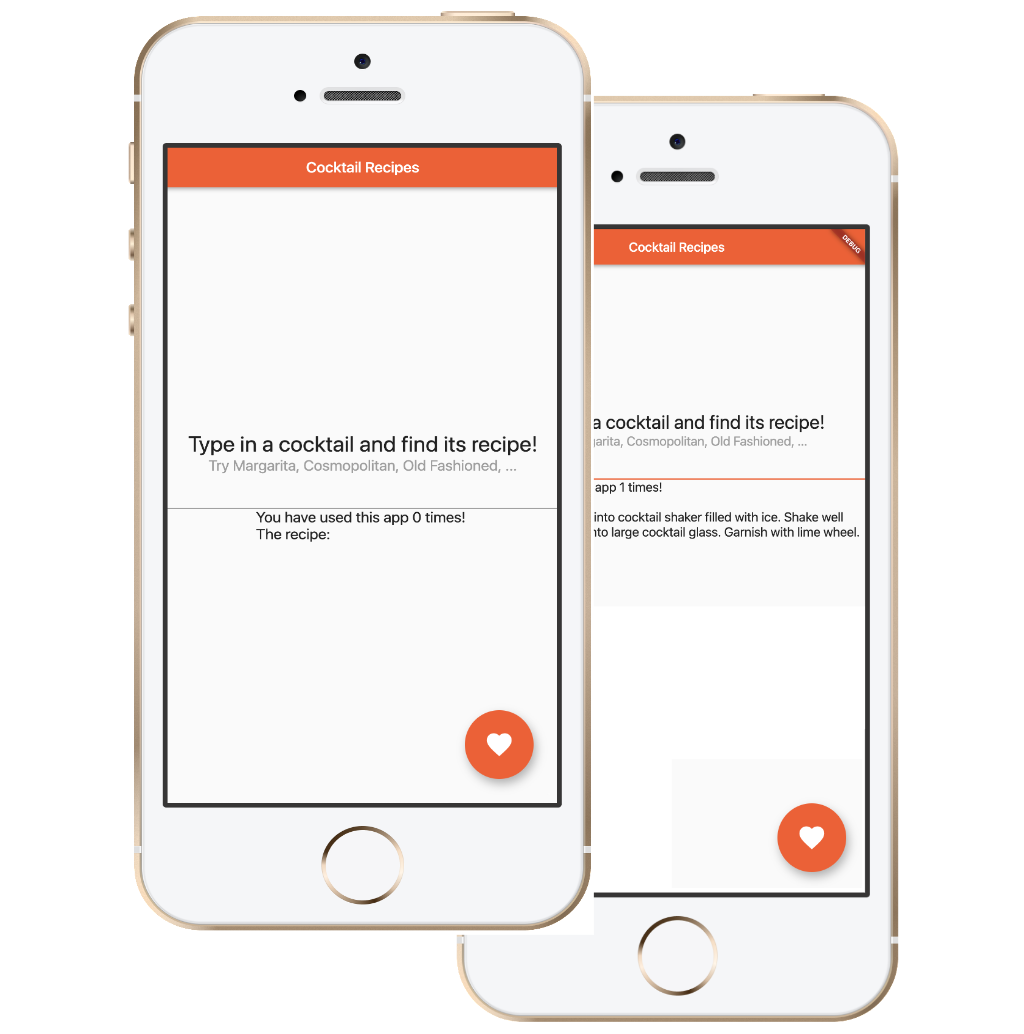 Cocktail Recipes
Type in a cocktail and find its recipe!
Try Margarita, Cosmopolitan, Old Fashioned, ...
You have used this app 0 times!
The recipe:
Cocktail Recipes
DEBUG
a cocktail and find its recipe!
Cosmopolitan, Old Fashioned, ...
app 1 times!
into cocktail shaker filled with ice. Shake well
large cocktail glass. Garnish with lime wheel.